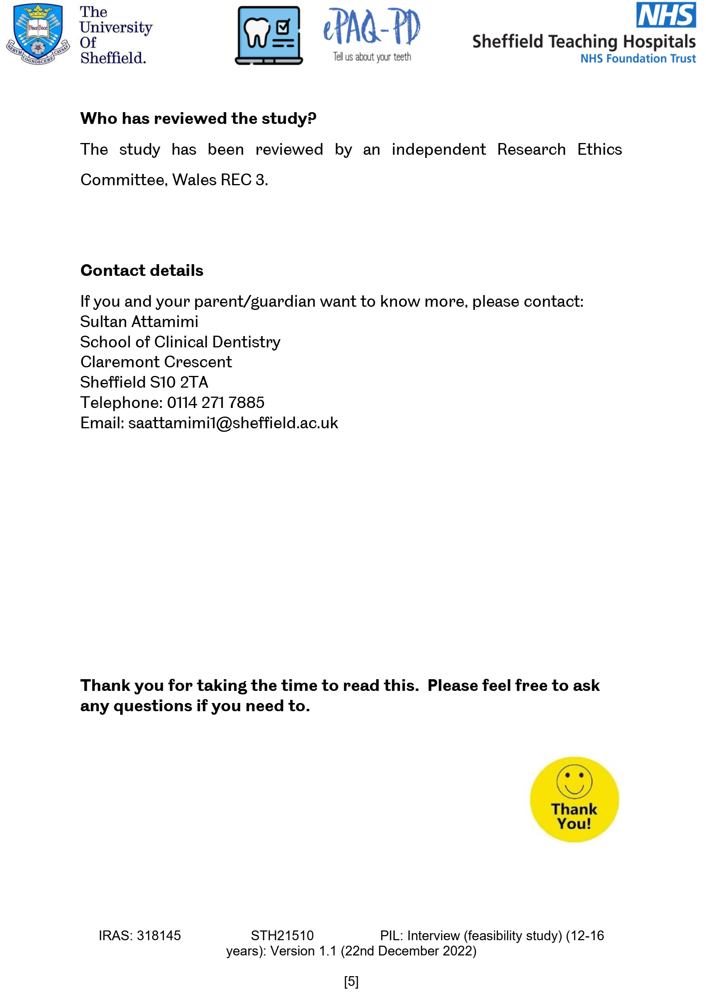 The
University
Of
Sheffield.
Disce Doce
RERVM COGNOSCERE CAVSAS
ePAQ-PD
Tell us about your teeth
NHS
Sheffield Teaching Hospitals
NHS Foundation Trust
Who has reviewed the study?
The study has been reviewed by an independent Research Ethics
Committee, Wales REC 3.
Contact details
If you and your parent/guardian want to know more, please contact:
Sultan Attamimi
School of Clinical Dentistry
Claremont Crescent
Sheffield S10 2TA
Telephone: 0114 271 7885
Email: saattamimi1@sheffield.ac.uk
Thank you for taking the time to read this.  Please feel free to ask
any questions if you need to.
Thank
You!
IRAS: 318145 STH21510 PIL: Interview (feasibility study) (12-16
years): Version 1.1 (22nd December 2022)
[5]